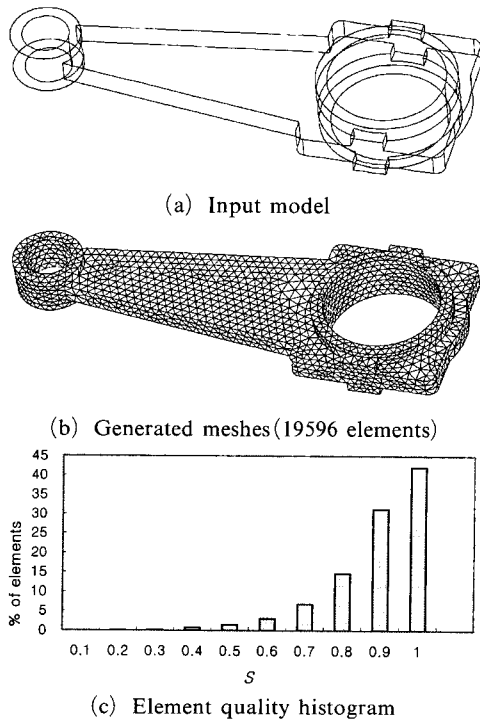 (a) Input model
(b) Generated meshes(19596 elements)
45
40
35
30
25
20
15
10
5
0
% of elements
0.1 0.2 0.3 0.4 0.5 0.6 0.7 0.8 0.9 1
S
(c) Element quality histogram